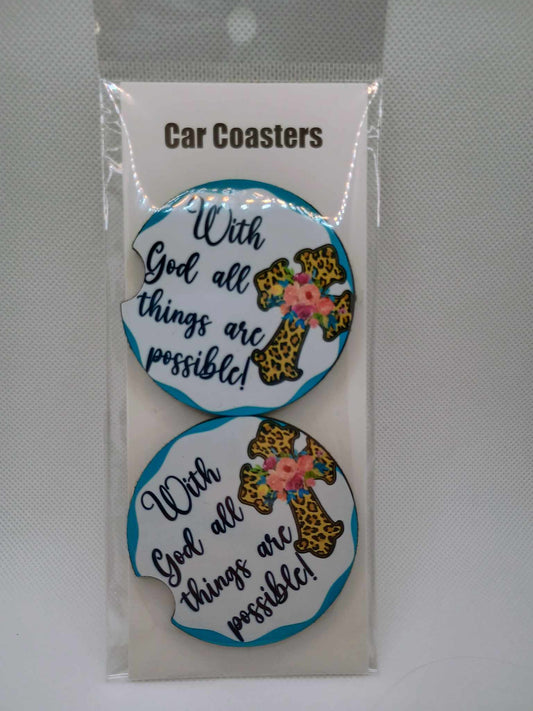 Car Coasters
With
God all
things are
possible!
With
God all
things are
possible!